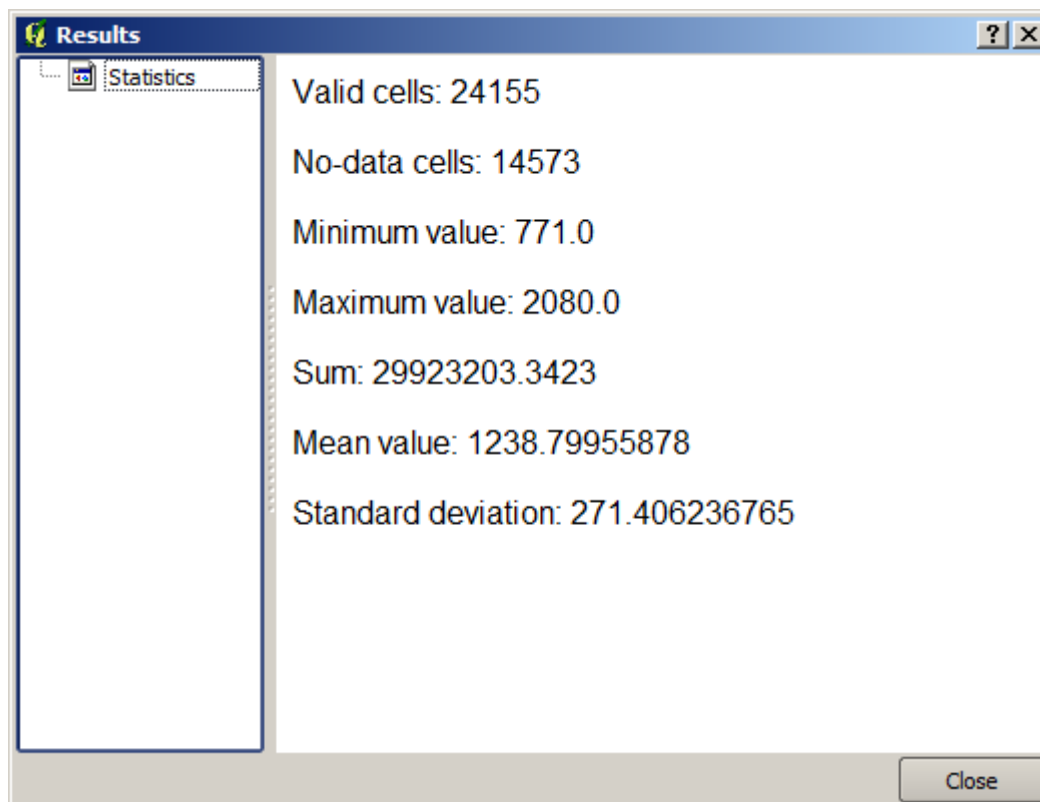 Results
Statistics
Valid cells: 24155
No-data cells: 14573
Minimum value: 771.0
Maximum value: 2080.0
Sum: 29923203.3423
Mean value: 1238.79955878
Standard deviation: 271.406236765
Close